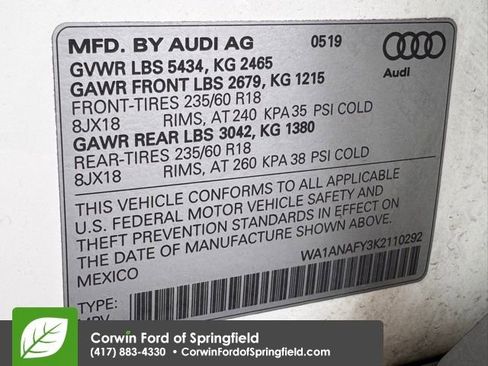 MFD. BY AUDI AG 0519
GVWR LBS 5434, KG 2465
GAWR FRONT LBS 2679, KG 1215
FRONT-TIRES 235/60 R18
8JX18 RIMS, AT 240 KPA 35 PSI COLD
GAWR REAR LBS 3042, KG 1380
REAR-TIRES 235/60 R18
8JX18 RIMS, AT 260 KPA 38 PSI COLD
Audi
THIS VEHICLE CONFORMS TO ALL APPLICABLE
U.S. FEDERAL MOTOR VEHICLE SAFETY AND
THEFT PREVENTION STANDARDS IN EFFECT ON
THE DATE OF MANUFACTURE SHOWN ABOVE.
MEXICO
WA1ANAFY3K2110292
TYPE:
MPV
Corwin Ford of Springfield
(417) 883-4330 - CorwinFordofSpringfield.com